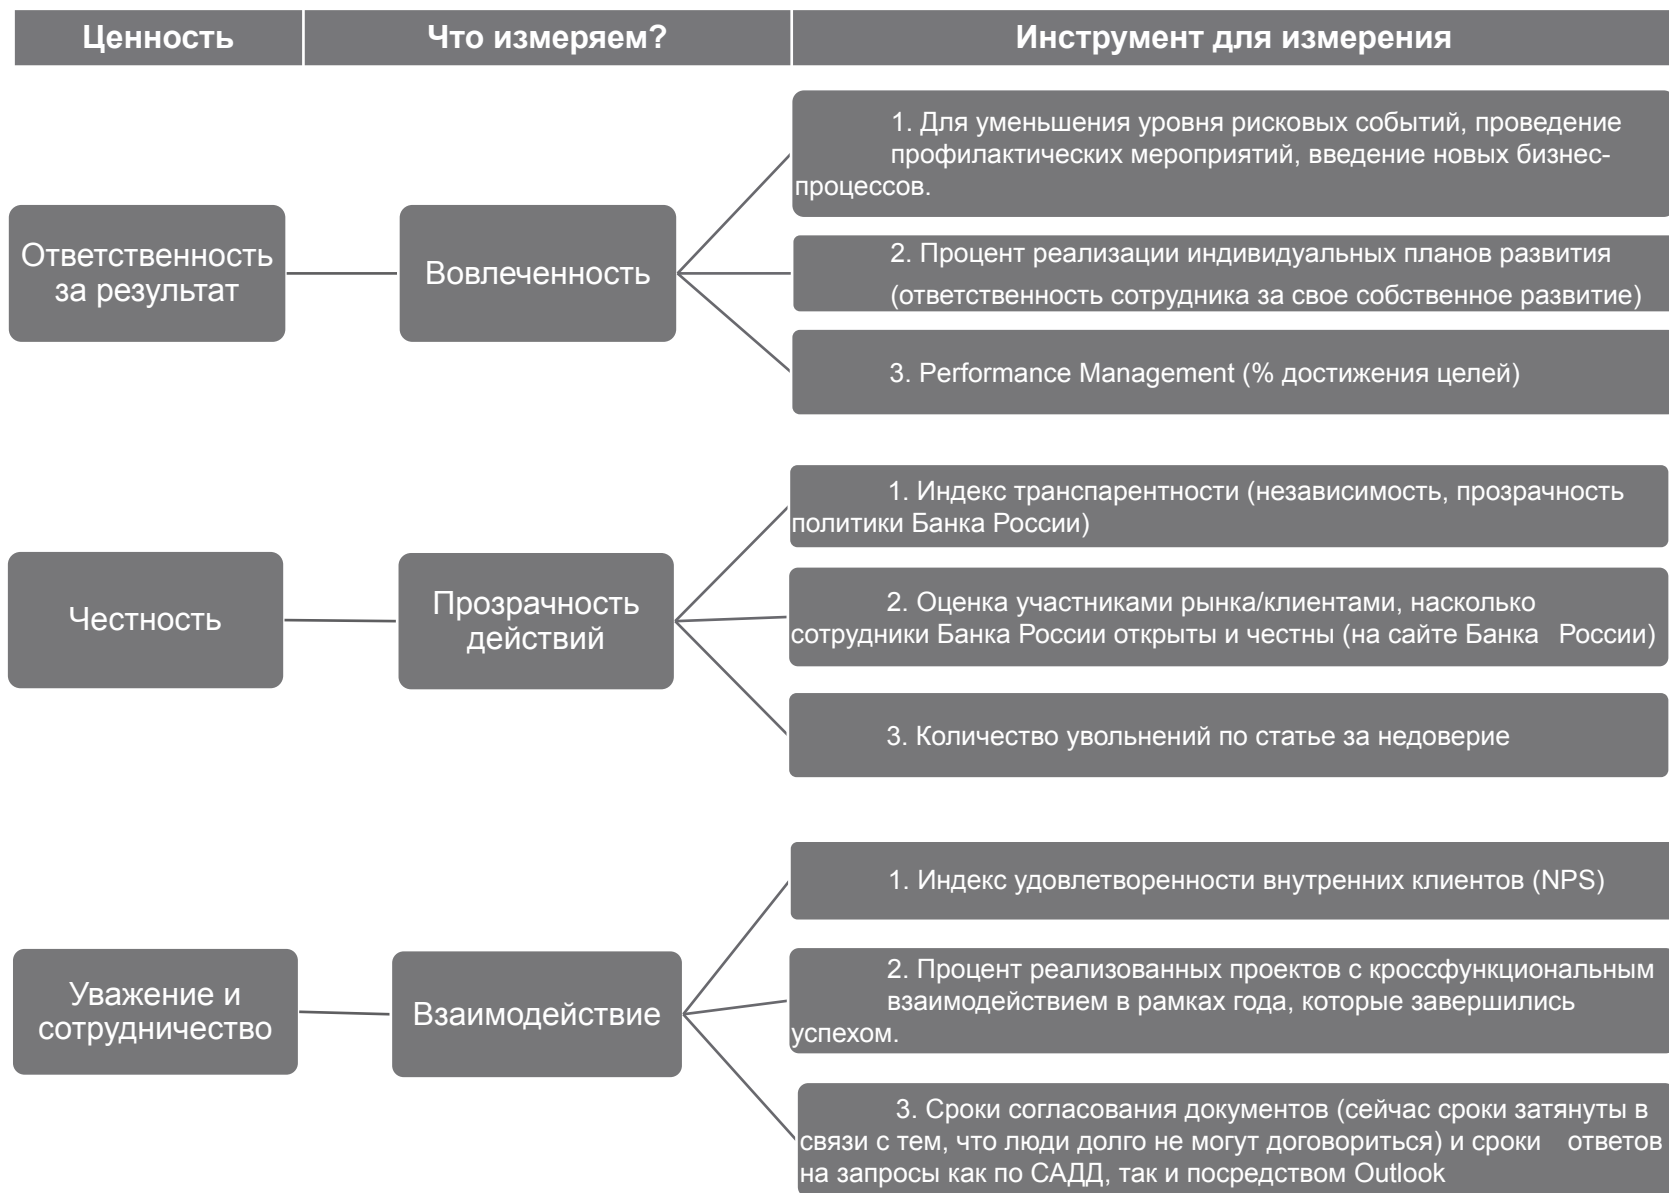 Ценность
Что измеряем?
Инструмент для измерения
Ответственность
за результат
Вовлеченность
1. Для уменьшения уровня рисковых событий, проведение
профилактических мероприятий, введение новых бизнес-
процессов.
2. Процент реализации индивидуальных планов развития
(ответственность сотрудника за свое собственное развитие)
3. Performance Management (% достижения целей)
Честность
Прозрачность
действий
1. Индекс транспарентности (независимость, прозрачность
политики Банка России)
2. Оценка участниками рынка/клиентами, насколько
сотрудники Банка России открыты и честны (на сайте Банка России)
3. Количество увольнений по статье за недоверие
Уважение и
сотрудничество
Взаимодействие
1. Индекс удовлетворенности внутренних клиентов (NPS)
2. Процент реализованных проектов с кроссфункциональным
взаимодействием в рамках года, которые завершились
успехом.
3. Сроки согласования документов (сейчас сроки затянуты в
связи с тем, что люди долго не могут договориться) и сроки ответов
на запросы как по САДД, так и посредством Outlook